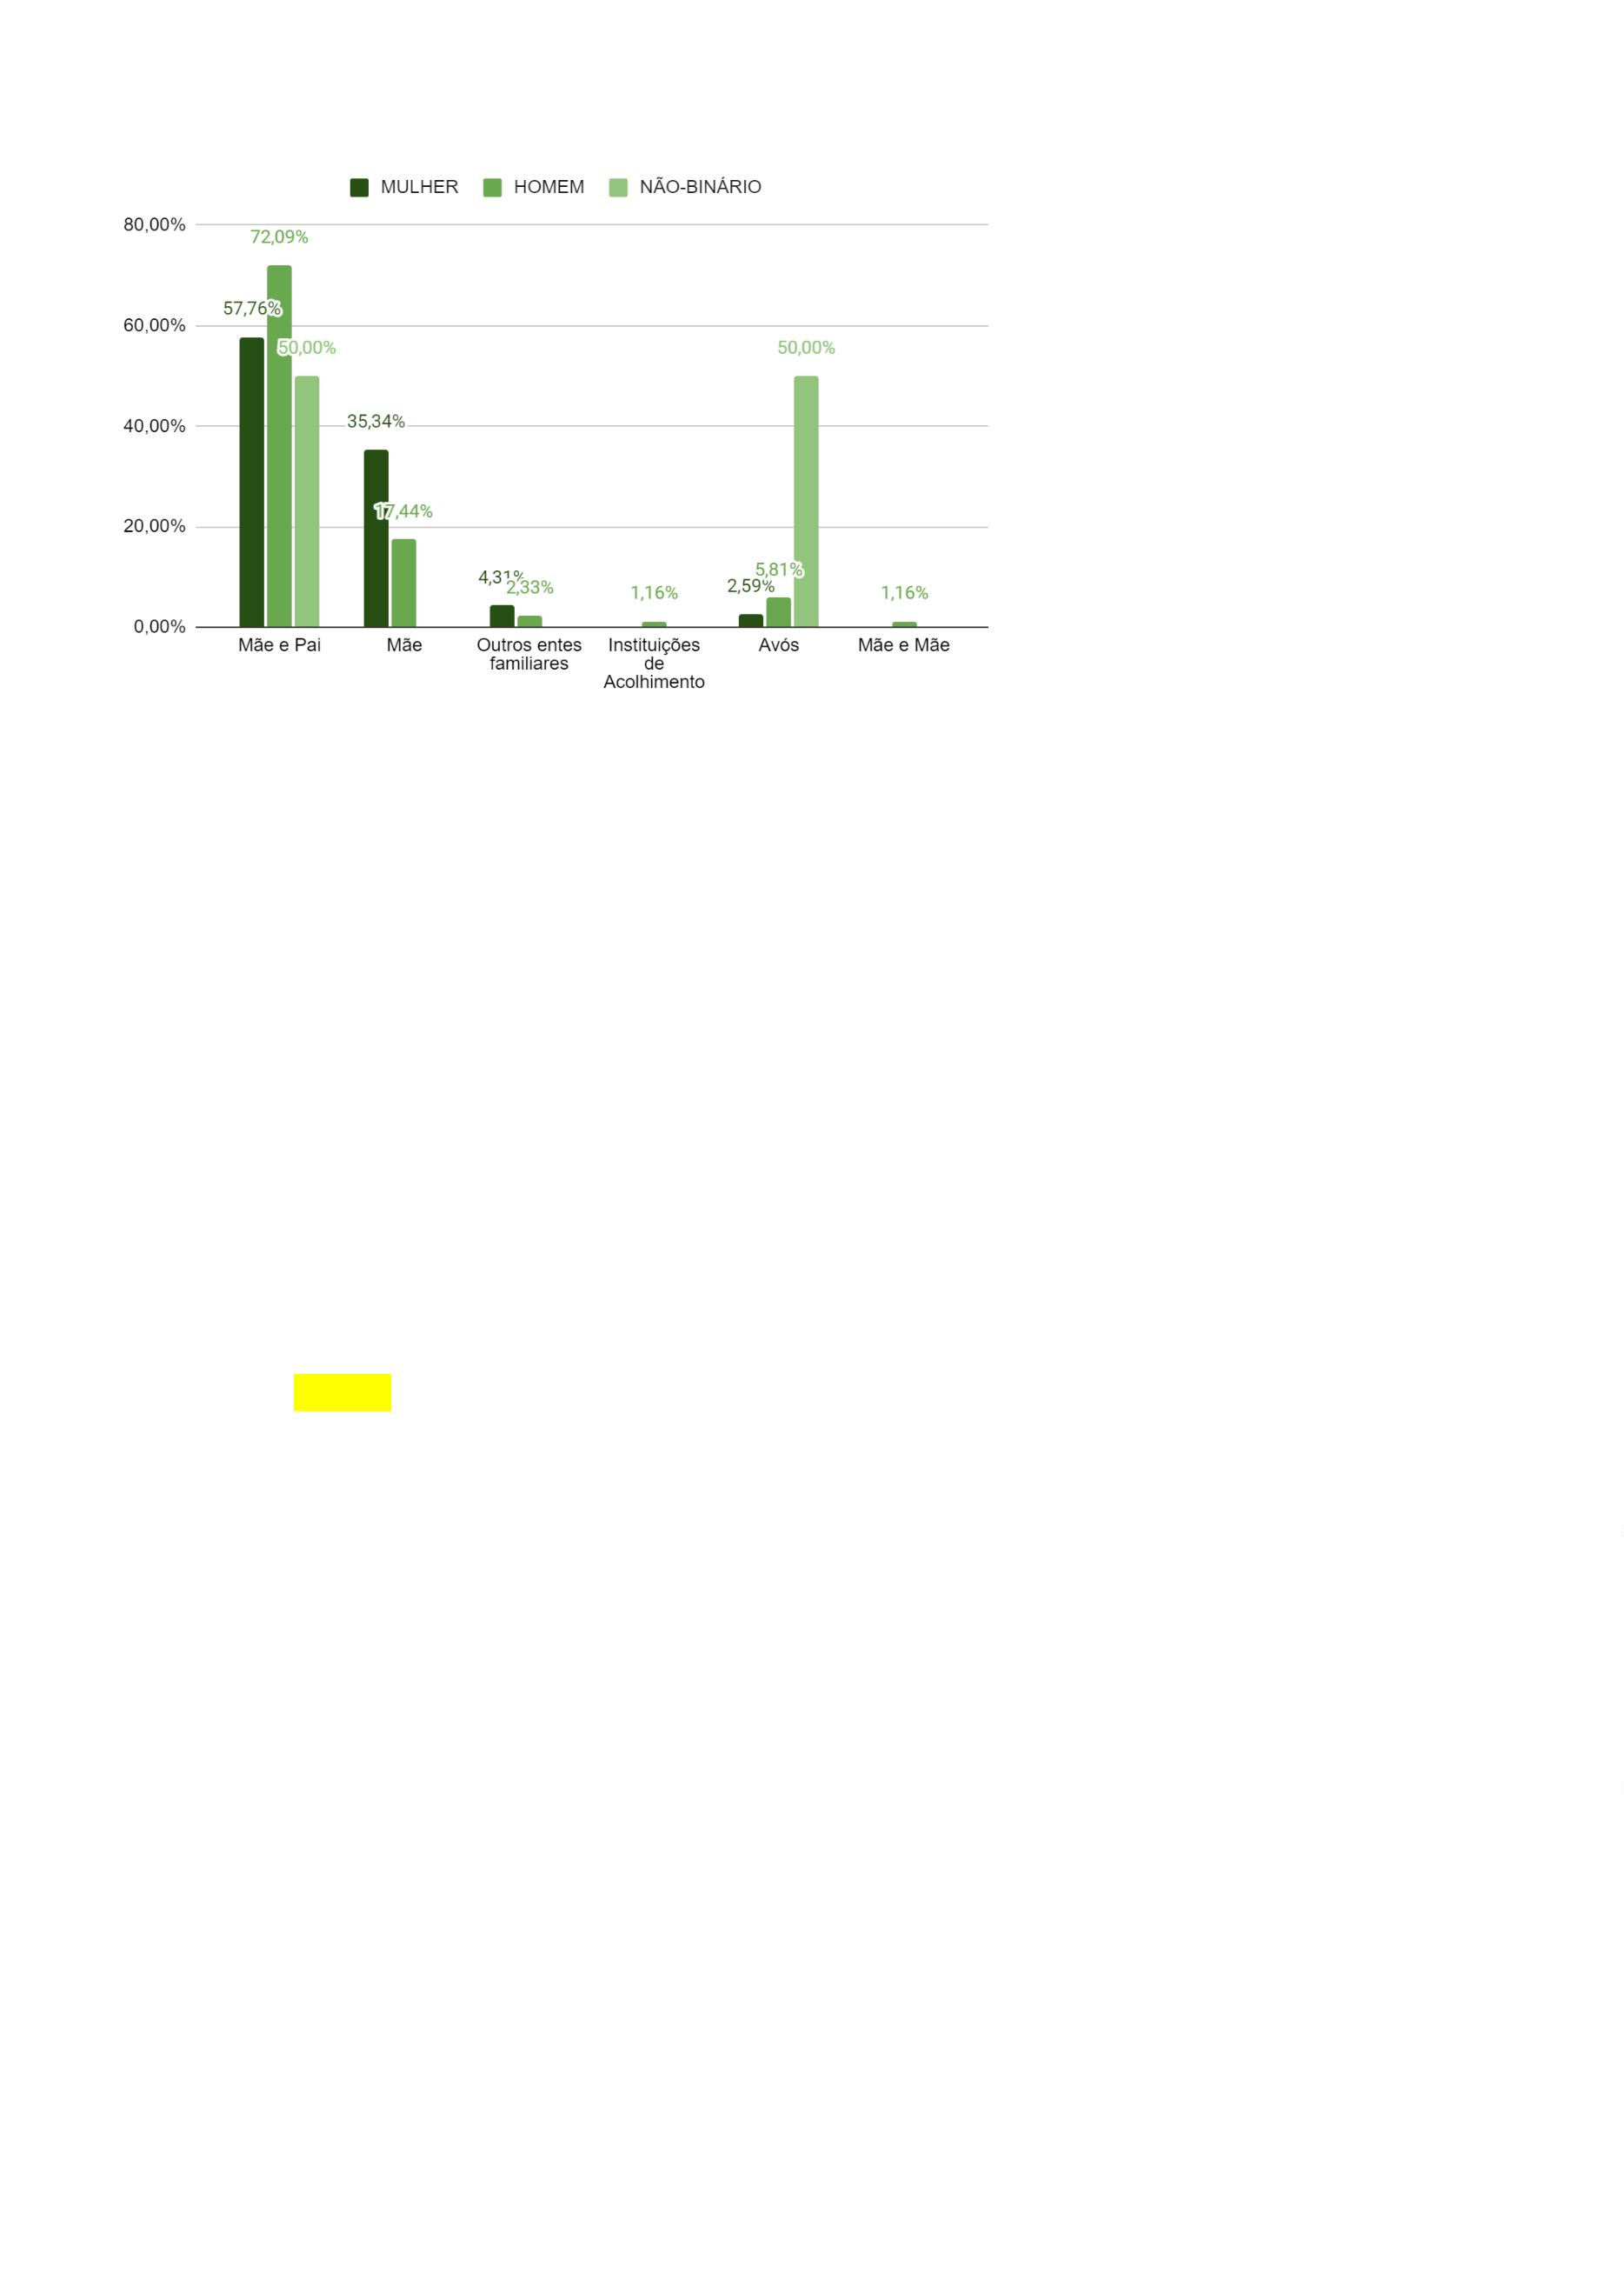 MULHER HOMEM NÃO-BINÁRIO
80,00%
72,09%
57,76%
60,00%
50,00%
50,00%
40,00%
35,34%
17,44%
20,00%
4,31%
2,33%
1,16%
2,59%
5,81%
1,16%
0,00%
Mãe e Pai
Mãe
Outros entes
familiares
Instituições
de
Acolhimento
Avós
Mãe e Mãe